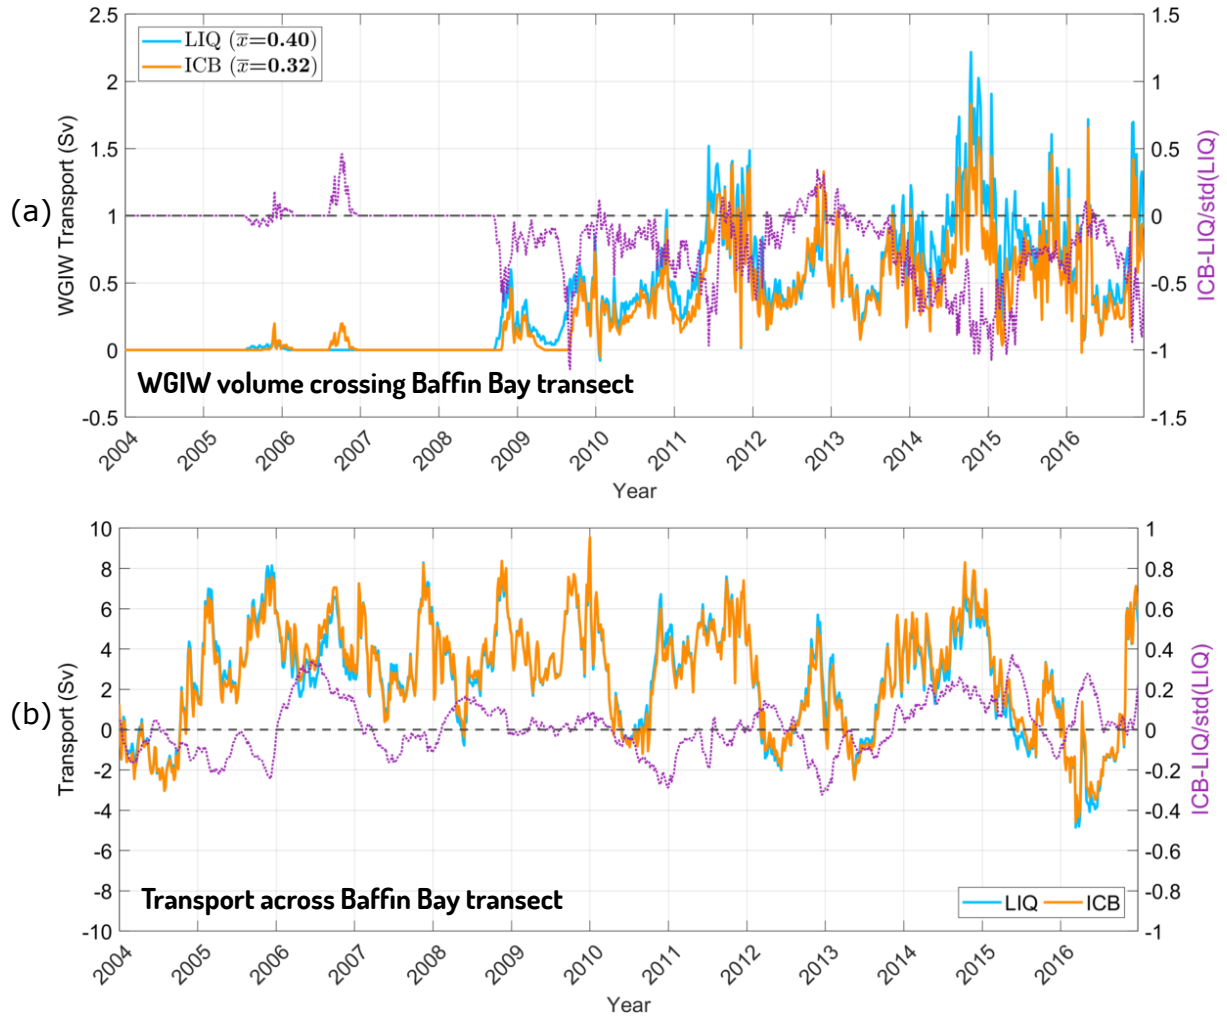 (a)
WGIW Transport (Sv)
2.5
2
1.5
1
0.5
0
-0.5
LIQ (x̅=0.40)
ICB (x̅=0.32)
WGIW volume crossing Baffin Bay transect
1.5
1
0.5
0
-0.5
-1
-1.5
ICB-LIQ/std(LIQ)
2004 2005 2006 2007 2008 2009 2010 2011 2012 2013 2014 2015 2016
Year
(b)
Transport (Sv)
10
8
6
4
2
0
-2
-4
-6
-8
-10
Transport across Baffin Bay transect
LIQ ICB
1
0.8
0.6
0.4
0.2
0
-0.2
-0.4
-0.6
-0.8
-1
ICB-LIQ/std(LIQ)
2004 2005 2006 2007 2008 2009 2010 2011 2012 2013 2014 2015 2016
Year